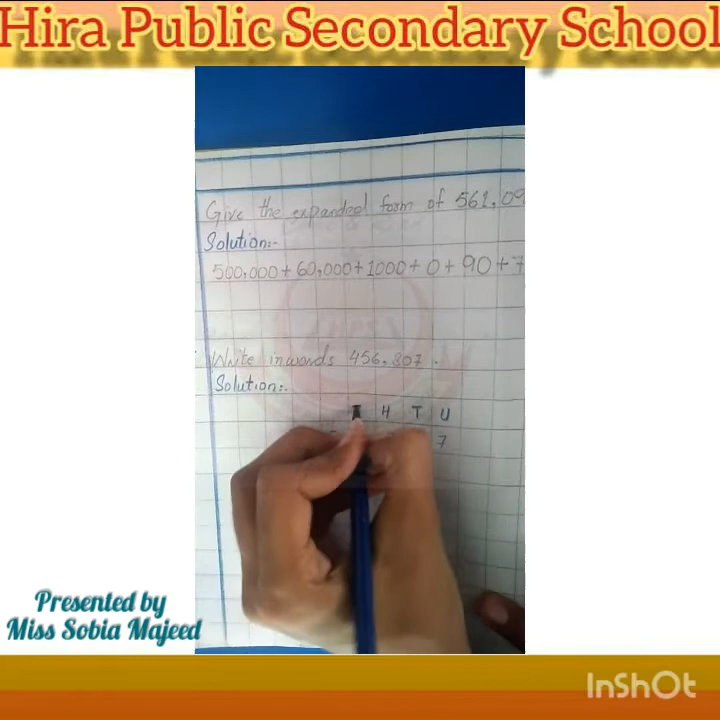 Hira Public Secondary School
Give the expanded form of 561,09
Solution:-
500,000+60,000+1000+0+90+7
Write in words 456,807.
Solution:-
H T U
7
Presented by
Miss Sobia Majeed
InShOt